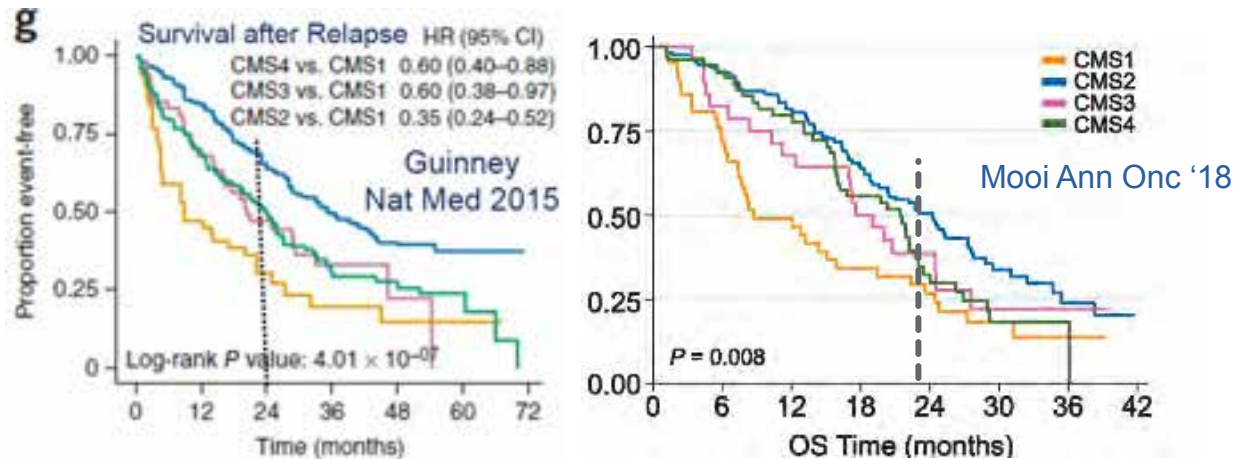 g
Survival after Relapse HR (95% CI)
CMS4 vs. CMS1 0.60 (0.40–0.88)
CMS3 vs. CMS1 0.60 (0.38–0.97)
CMS2 vs. CMS1 0.35 (0.24–0.52)
Guinney
Nat Med 2015
Proportion event-free
1.00
0.75
0.50
0.25
0
Log-rank P value: 4.01 × 10⁻⁰⁷
0 12 24 36 48 60 72
Time (months)
CMS1
CMS2
CMS3
CMS4
Mooi Ann Onc ‘18
1.00
0.75
0.50
0.25
0.00
P = 0.008
0 6 12 18 24 30 36 42
OS Time (months)